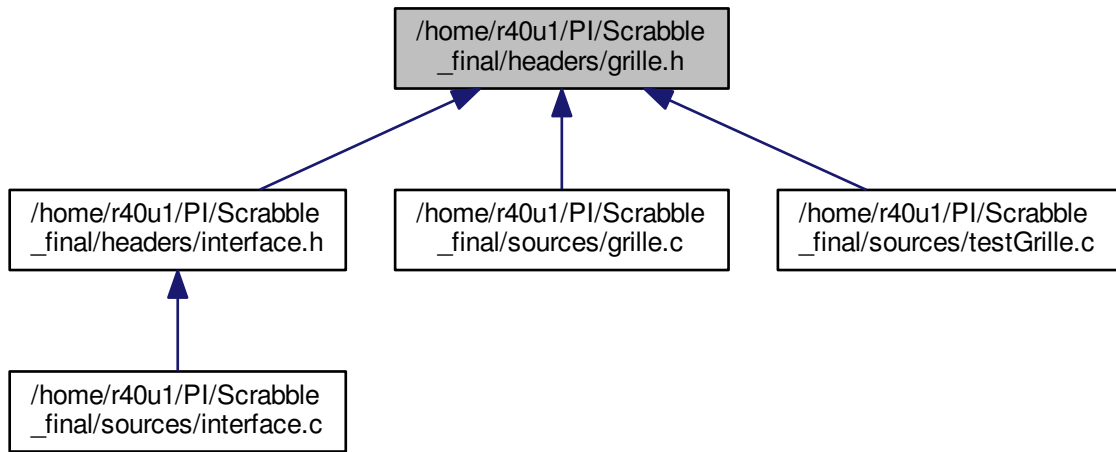 /home/r40u1/PI/Scrabble
_final/headers/grille.h
/home/r40u1/PI/Scrabble
_final/headers/interface.h
/home/r40u1/PI/Scrabble
_final/sources/grille.c
/home/r40u1/PI/Scrabble
_final/sources/testGrille.c
/home/r40u1/PI/Scrabble
_final/sources/interface.c